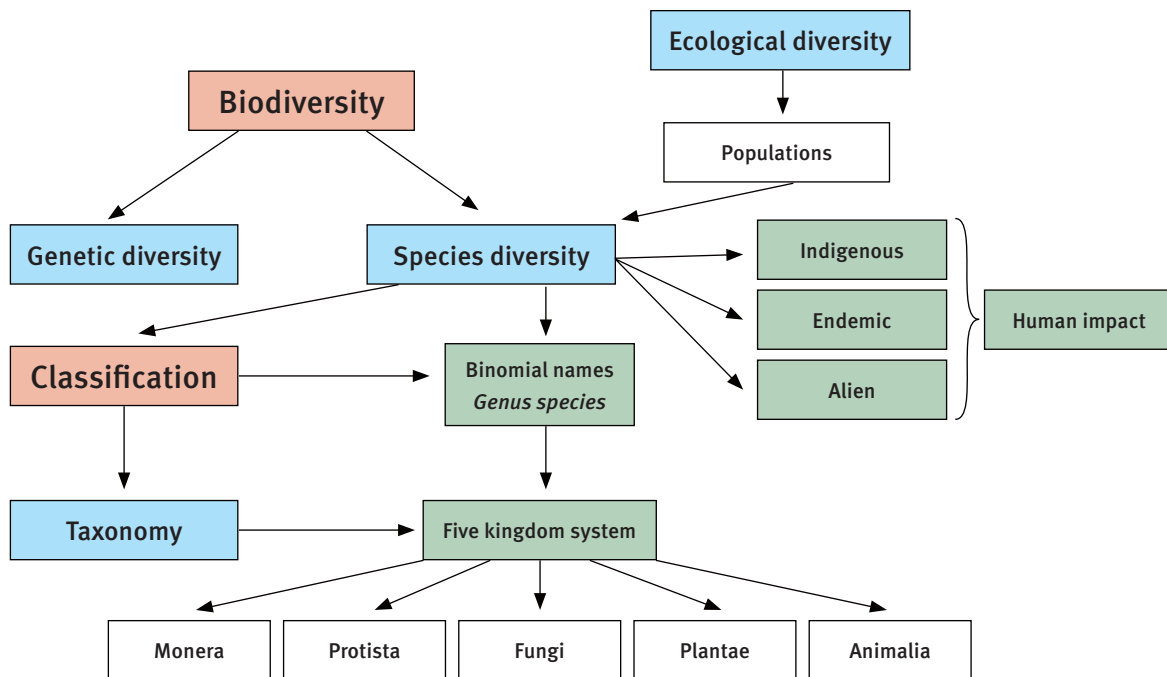 Ecological diversity
Biodiversity
Populations
Genetic diversity
Species diversity
Indigenous
Endemic
Human impact
Alien
Classification
Binomial names
Genus species
Taxonomy
Five kingdom system
Monera
Protista
Fungi
Plantae
Animalia